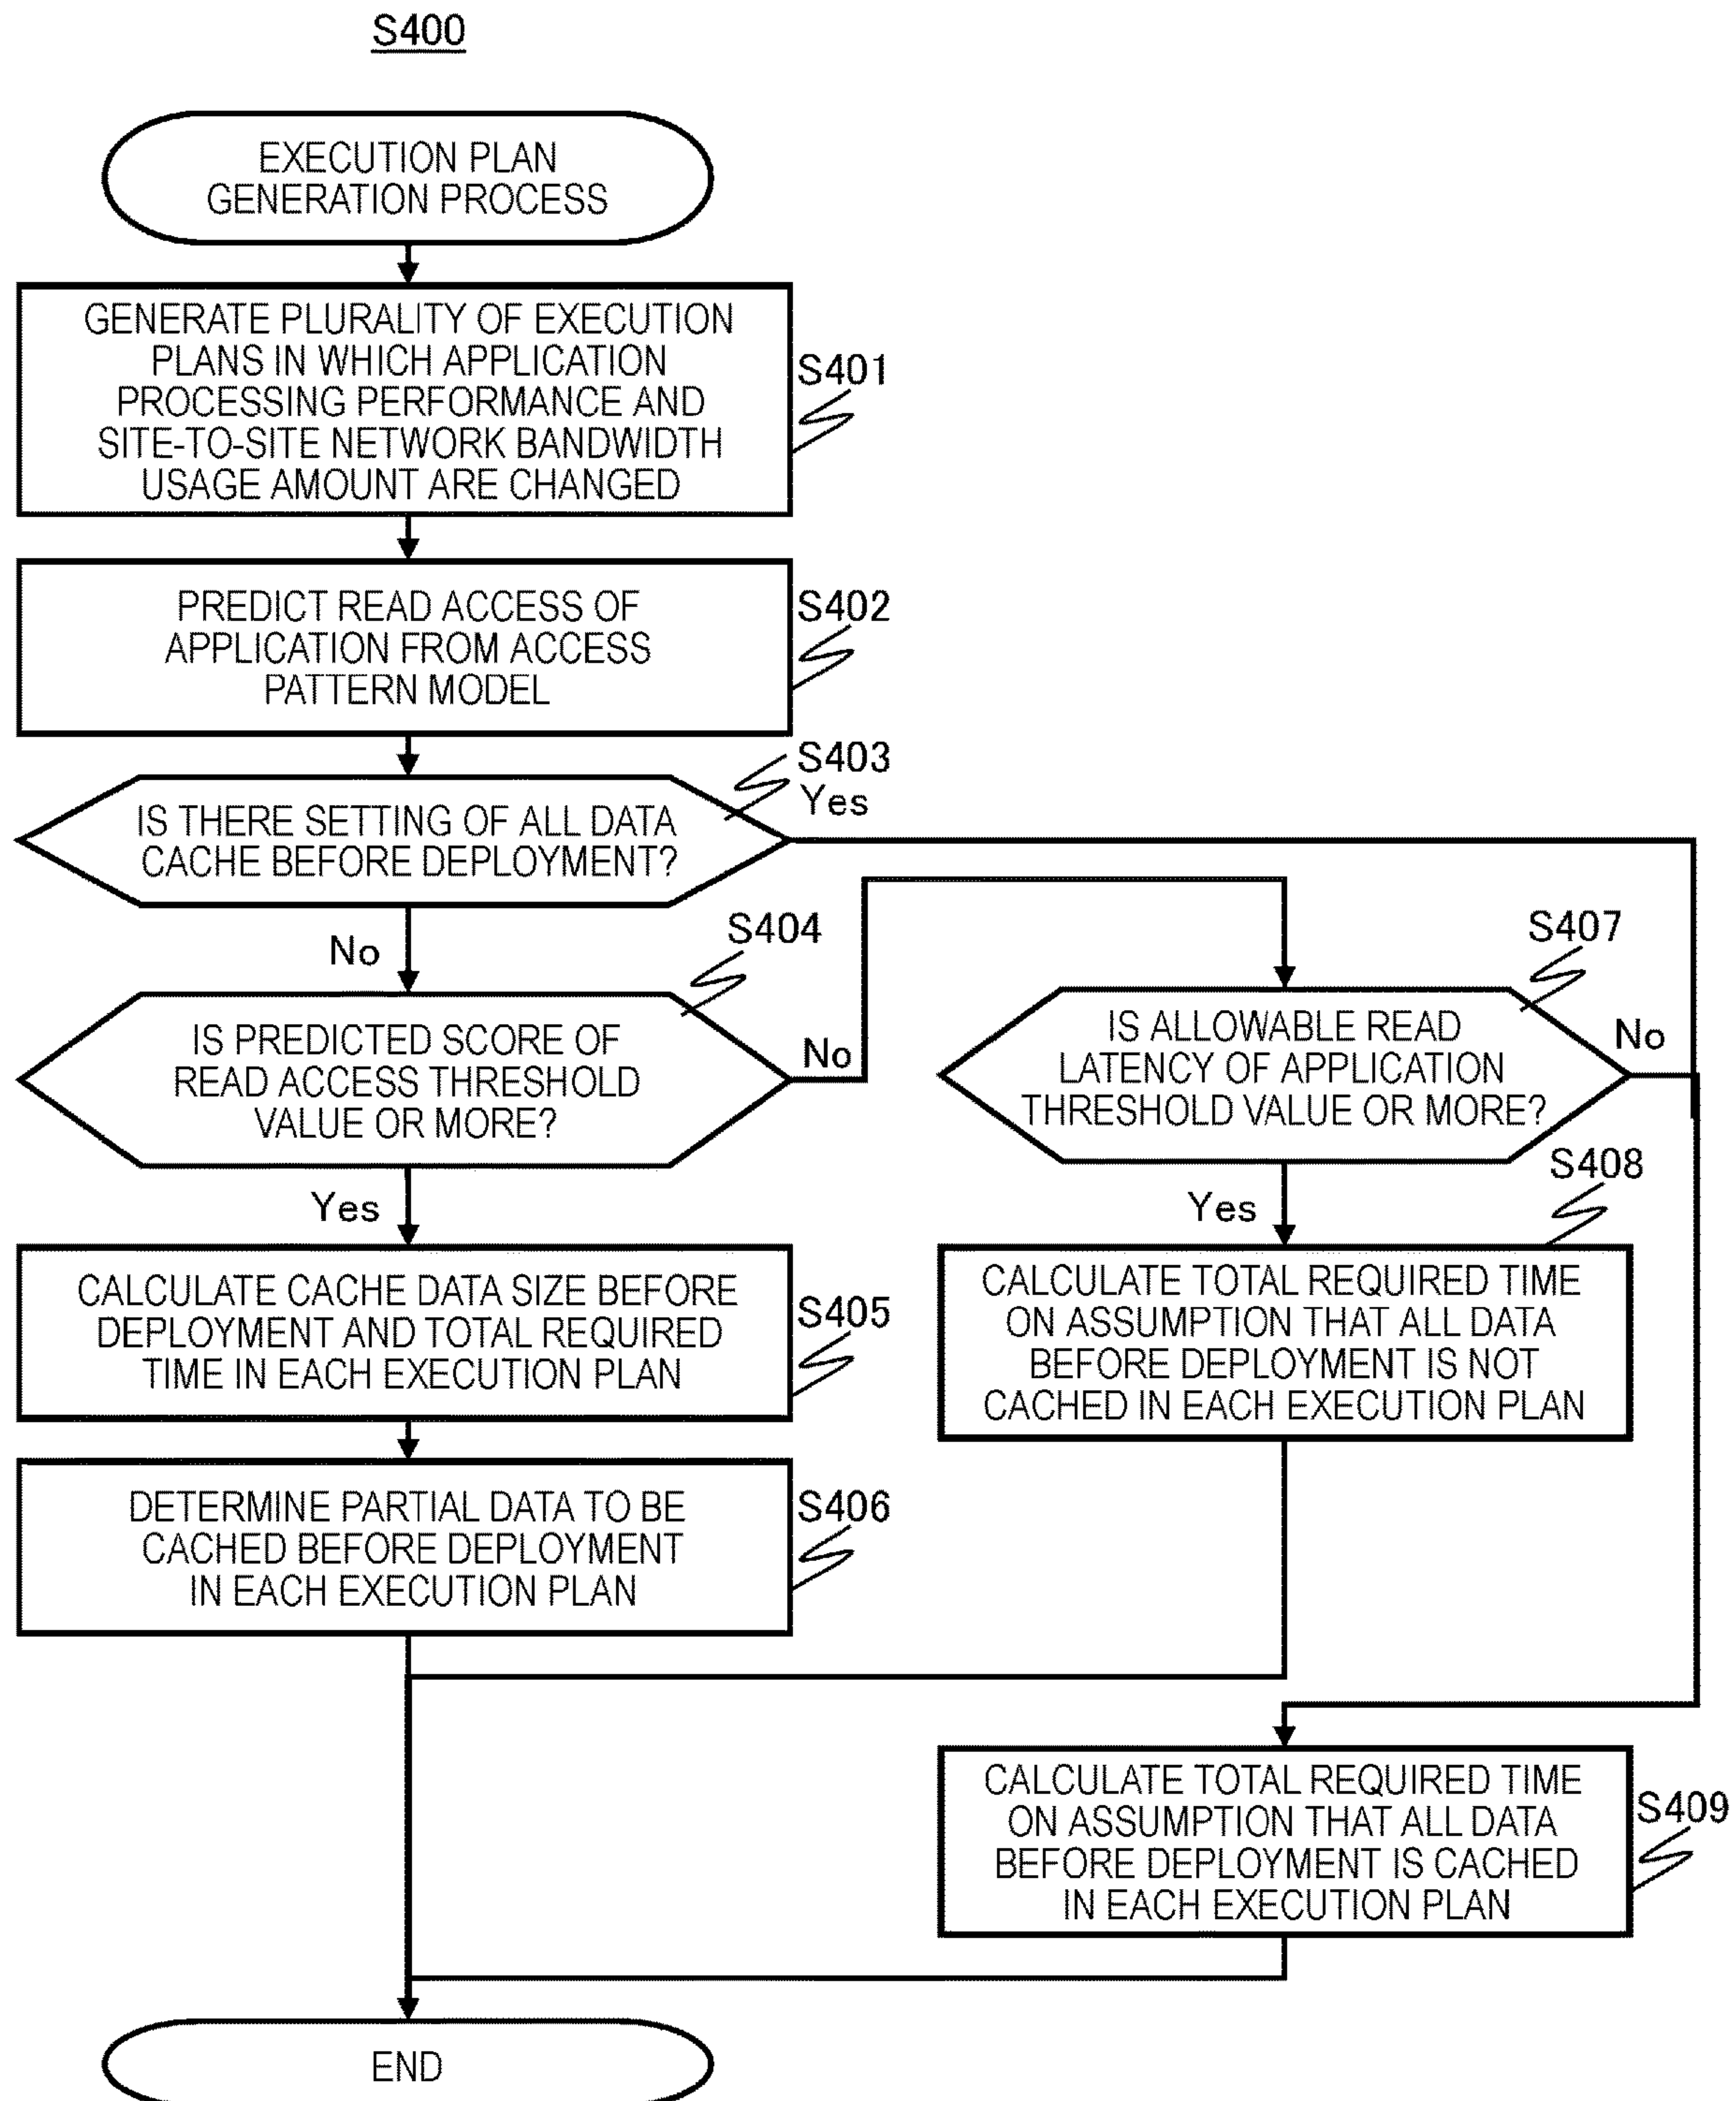 S400
EXECUTION PLAN
GENERATION PROCESS
GENERATE PLURALITY OF EXECUTION
PLANS IN WHICH APPLICATION
PROCESSING PERFORMANCE AND
SITE-TO-SITE NETWORK BANDWIDTH
USAGE AMOUNT ARE CHANGED
S401
PREDICT READ ACCESS OF
APPLICATION FROM ACCESS
PATTERN MODEL
S402
S403
Yes
IS THERE SETTING OF ALL DATA
CACHE BEFORE DEPLOYMENT?
No
S404
IS PREDICTED SCORE OF
READ ACCESS THRESHOLD
VALUE OR MORE?
No
Yes
S407
IS ALLOWABLE READ
LATENCY OF APPLICATION
THRESHOLD VALUE OR MORE?
No
Yes
S408
CALCULATE CACHE DATA SIZE BEFORE
DEPLOYMENT AND TOTAL REQUIRED
TIME IN EACH EXECUTION PLAN
S405
CALCULATE TOTAL REQUIRED TIME
ON ASSUMPTION THAT ALL DATA
BEFORE DEPLOYMENT IS NOT
CACHED IN EACH EXECUTION PLAN
DETERMINE PARTIAL DATA TO BE
CACHED BEFORE DEPLOYMENT
IN EACH EXECUTION PLAN
S406
CALCULATE TOTAL REQUIRED TIME
ON ASSUMPTION THAT ALL DATA
BEFORE DEPLOYMENT IS CACHED
IN EACH EXECUTION PLAN
S409
END